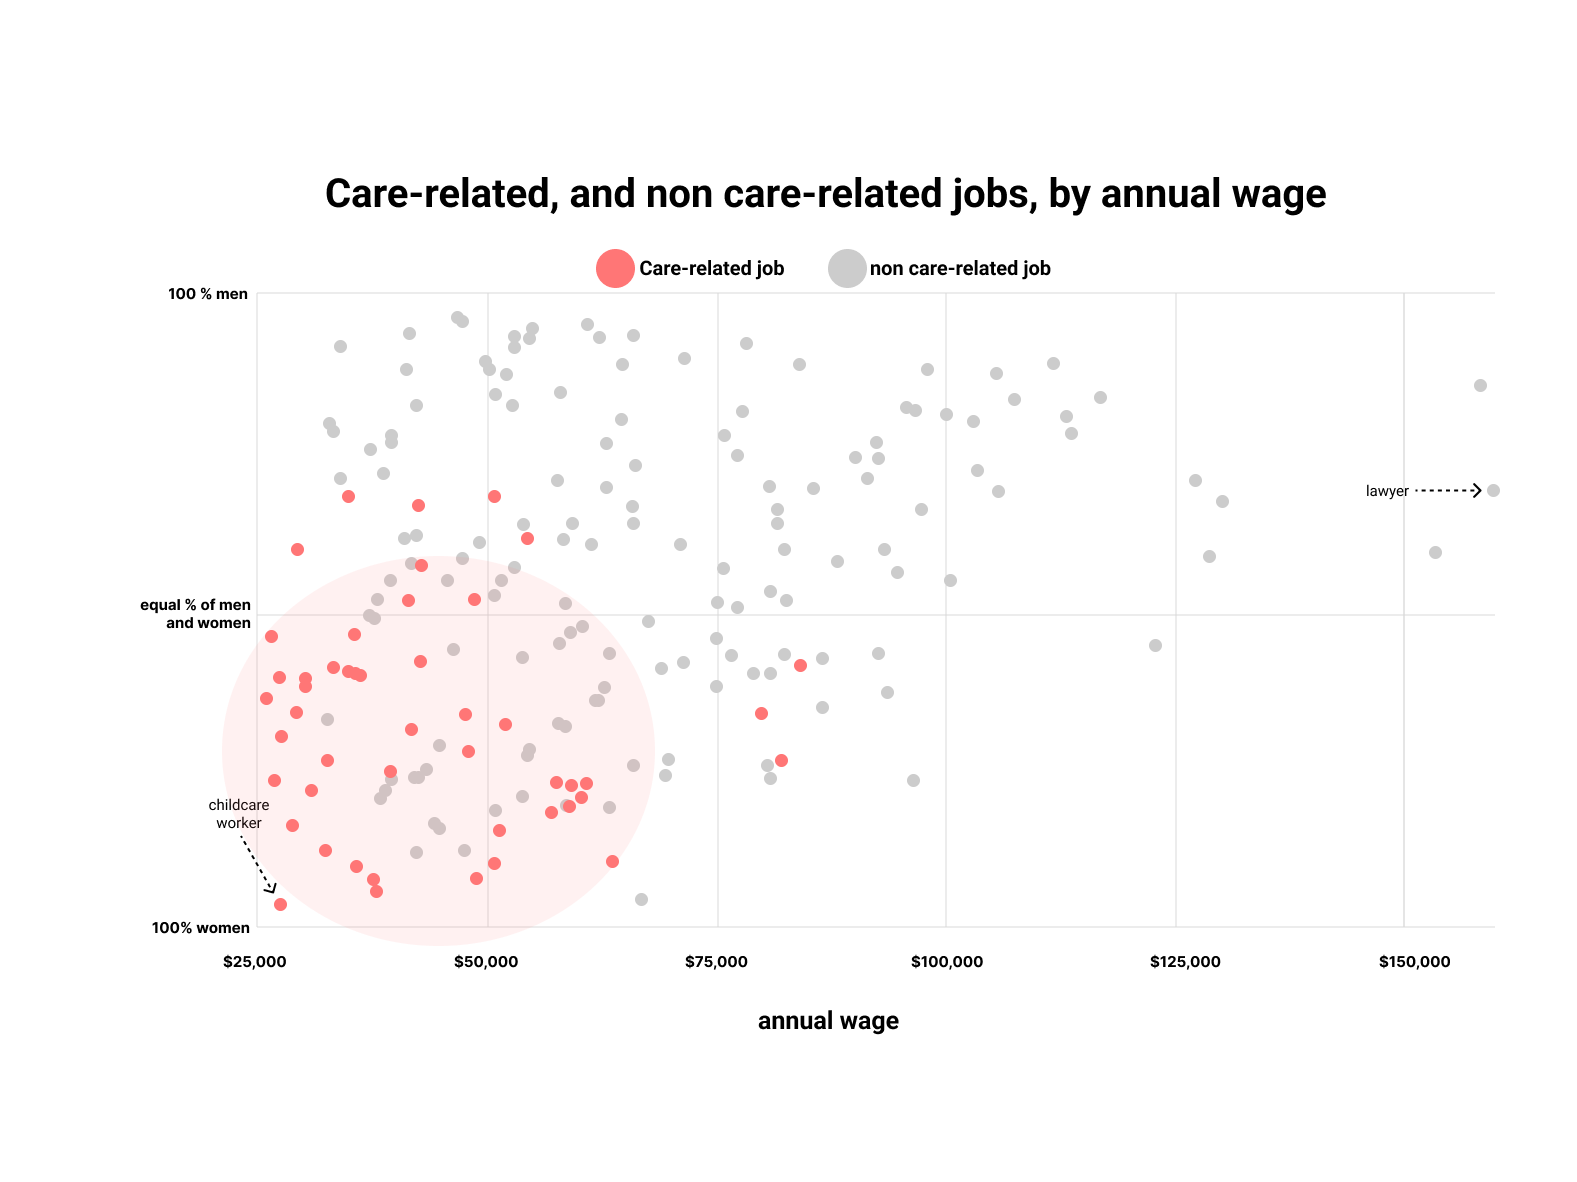 Care-related, and non care-related jobs, by annual wage
Care-related job
non care-related job
100 % men
lawyer
equal % of men
and women
childcare
worker
100% women
$25,000
$50,000
$75,000
$100,000
$125,000
$150,000
annual wage